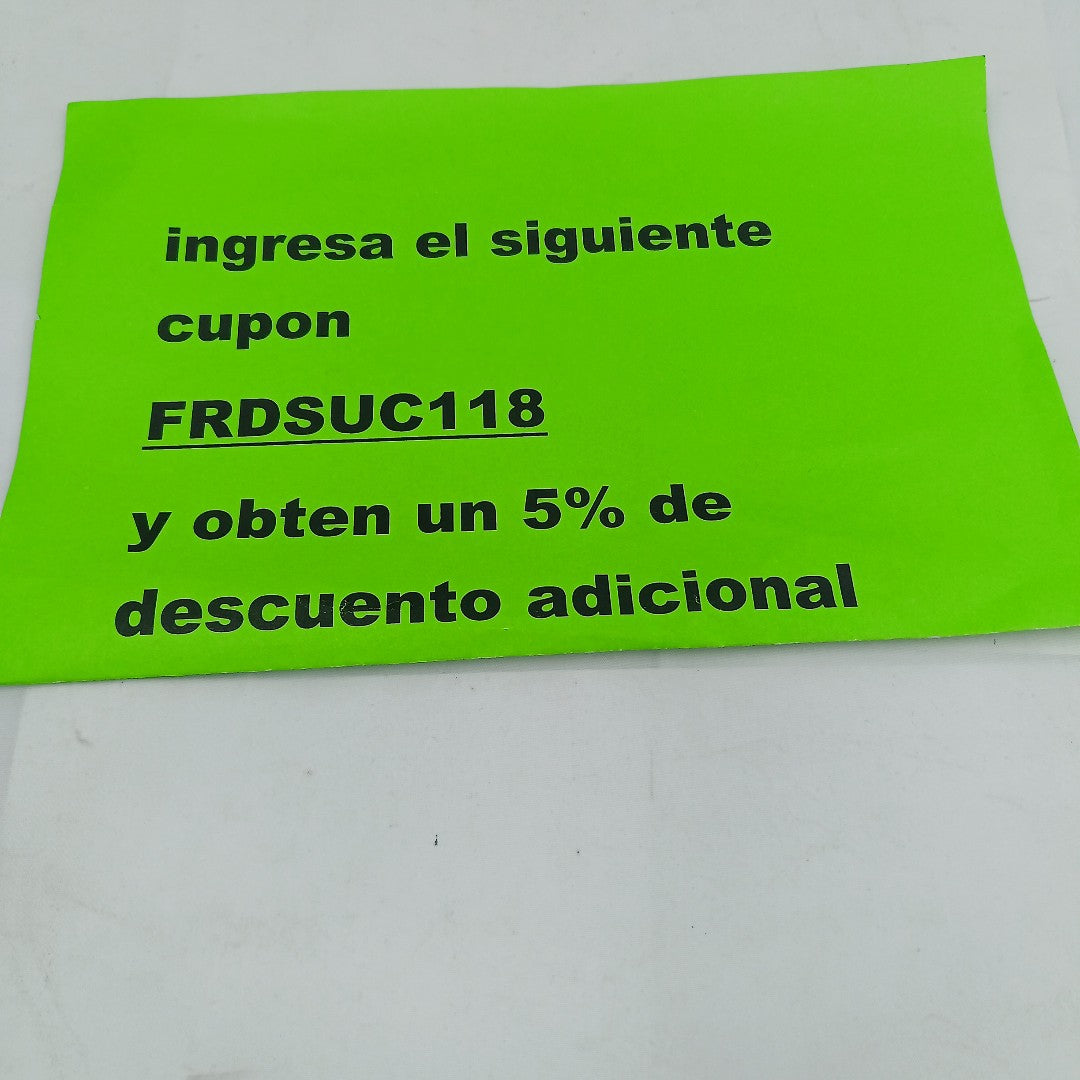 ingresa el siguiente
cupon
FRDSUC118
y obten un 5% de
descuento adicional